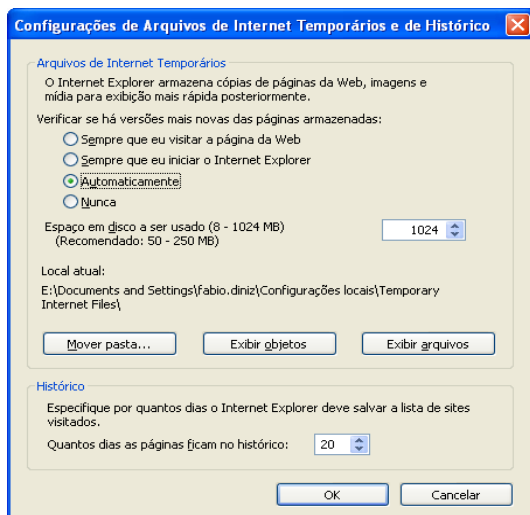 Configurações de Arquivos de Internet Temporários e de Histórico
Arquivos de Internet Temporários
O Internet Explorer armazena cópias de páginas da Web, imagens e
mídia para exibição mais rápida posteriormente.
Verificar se há versões mais novas das páginas armazenadas:
Sempre que eu visitar a página da Web
Sempre que eu iniciar o Internet Explorer
Automaticamente
Nunca
Espaço em disco a ser usado (8 - 1024 MB)
1024
(Recomendado: 50 - 250 MB)
Local atual:
E:\Documents and Settings\fabio.diniz\Configurações locais\Temporary
Internet Files\
Mover pasta... Exibir objetos Exibir arquivos
Histórico
Especifique por quantos dias o Internet Explorer deve salvar a lista de sites
visitados.
Quantos dias as páginas ficam no histórico: 20
OK Cancelar